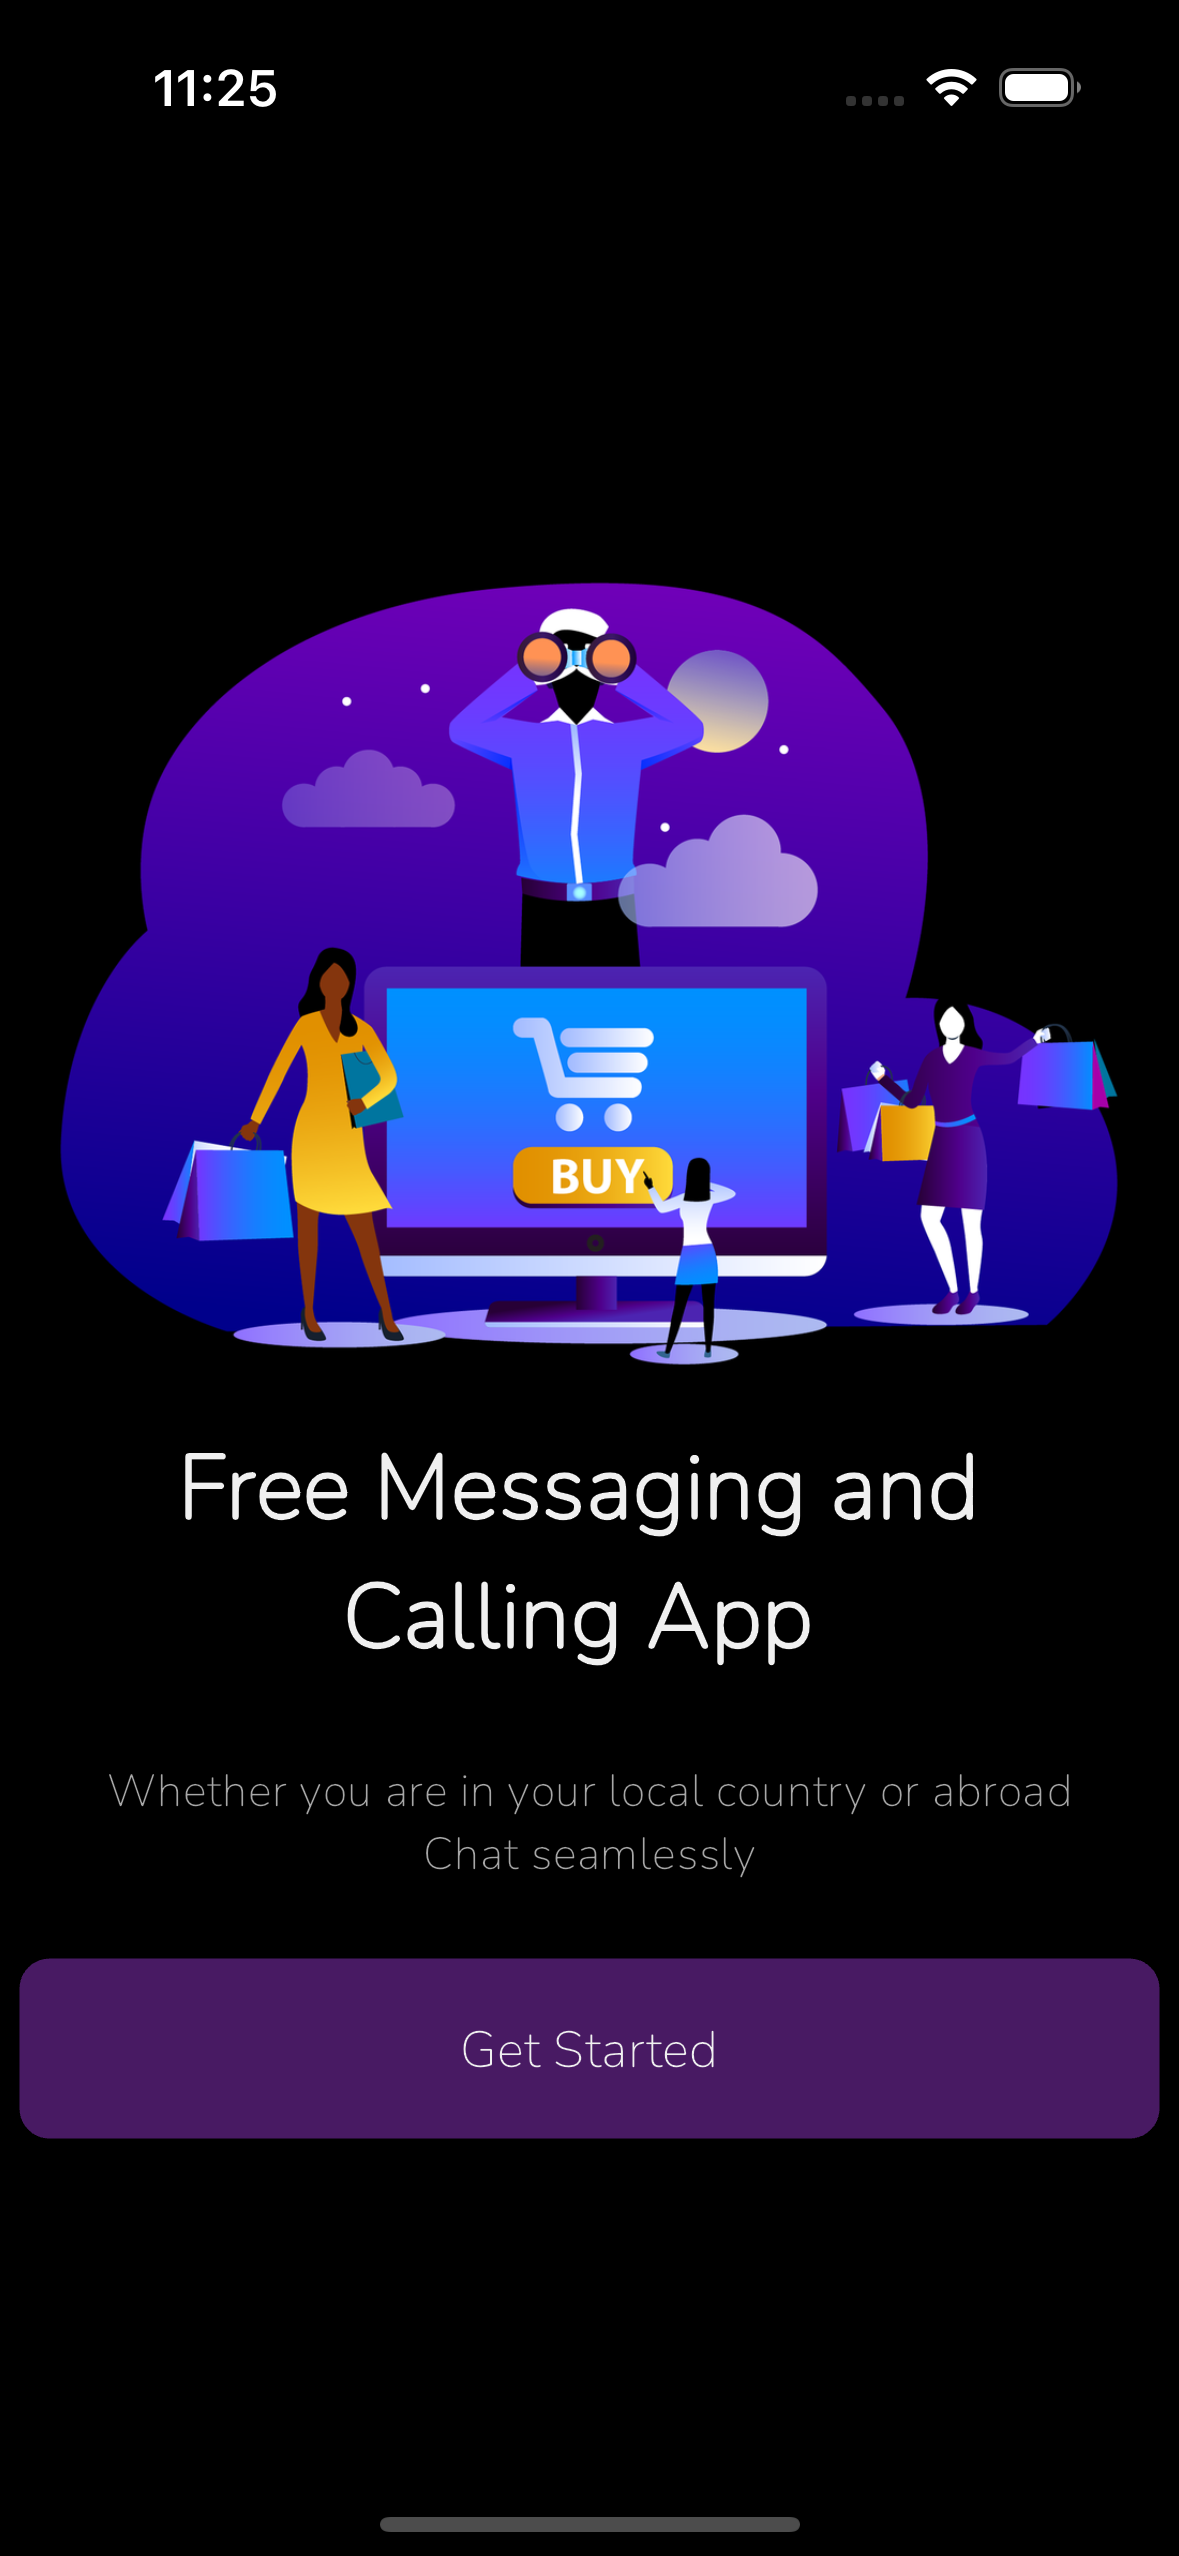 11:25
BUY
Free Messaging and
Calling App
Whether you are in your local country or abroad
Chat seamlessly
Get Started